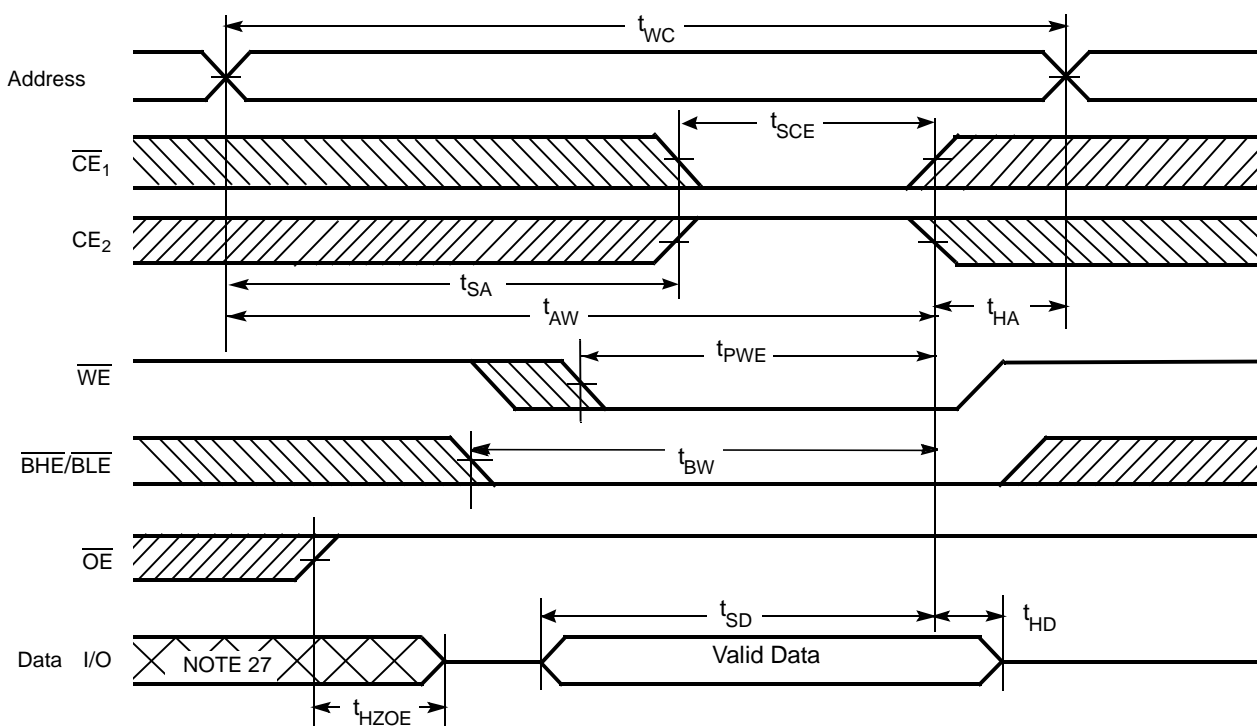 tWC
Address
tSCE
CE1
CE2
tSA
tAW
tHA
tPWE
WE
BHE/BLE
tBW
OE
tSD
tHD
Data I/O
NOTE 27
Valid Data
tHZOE